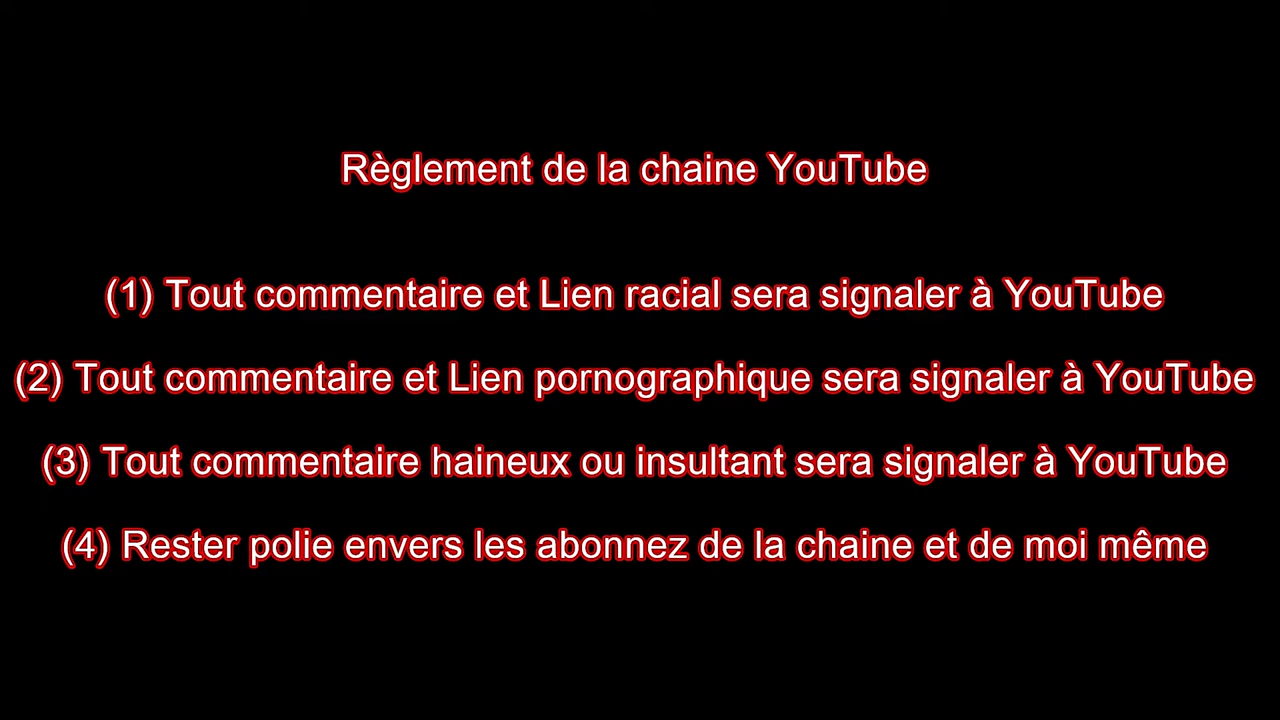 Règlement de la chaine YouTube
(1) Tout commentaire et Lien racial sera signaler à YouTube
(2) Tout commentaire et Lien pornographique sera signaler à YouTube
(3) Tout commentaire haineux ou insultant sera signaler à YouTube
(4) Rester polie envers les abonnez de la chaine et de moi même